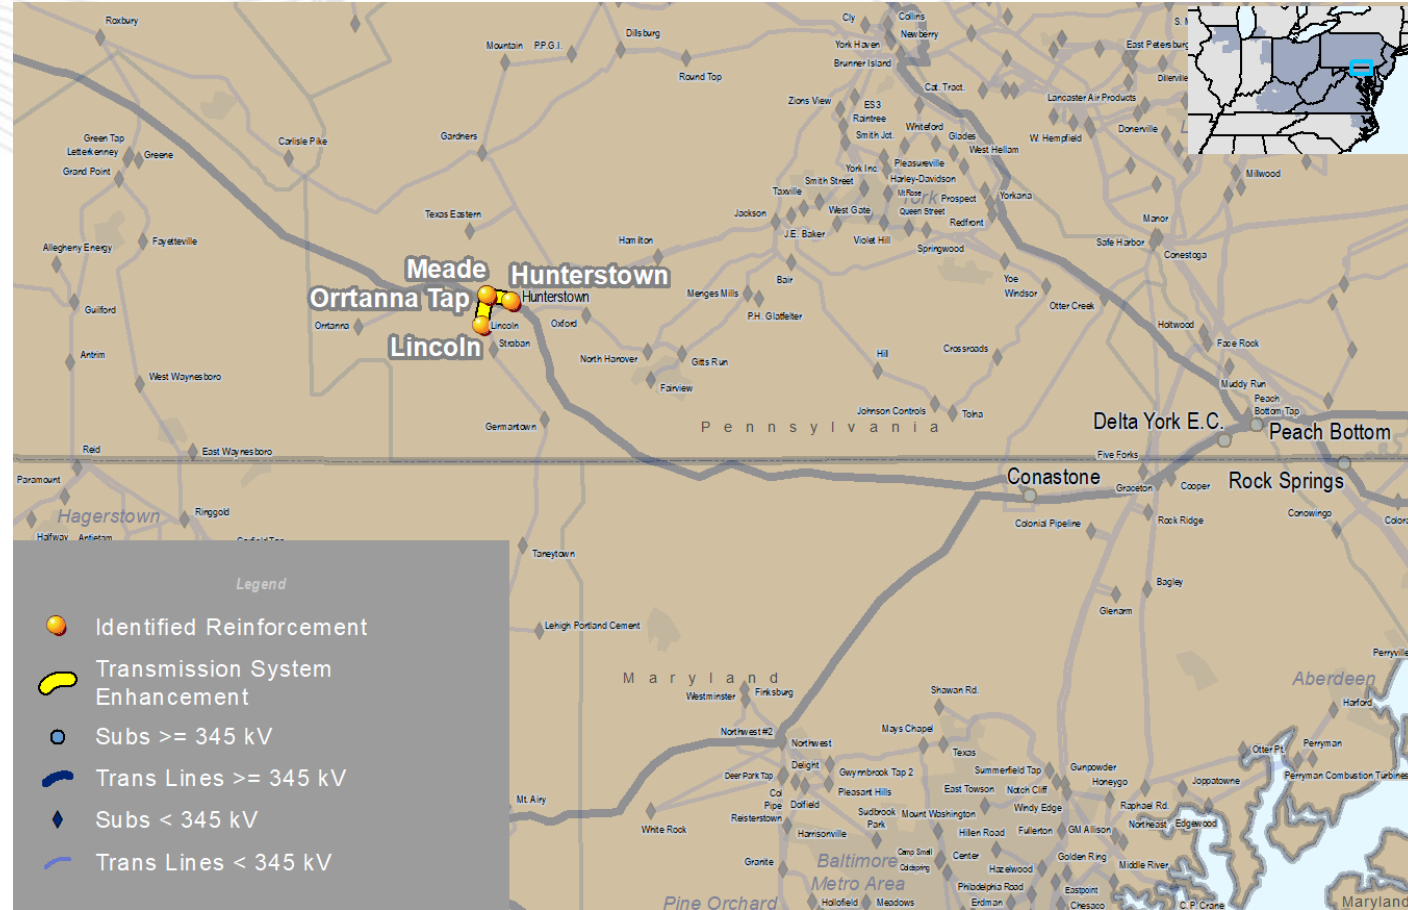 Roxbury
Mountain
P.P.G.I.
Dillsburg
Round Top
Cly
Collins
Newberry
York Haven
Brunner Island
East Petersburg
Dillerville
Zions View
ES3
Raintree
Cat. Tract.
Lancaster Air Products
Smith Jct.
Whiteford
Glades
W. Hempfield
Donerville
West Hellam
Green Tap
Letterkenny
Greene
Grand Point
Carlisle Pike
Gardners
York Inc.
Pleasureville
Smith Street
Harley-Davidson
Millwood
Taxville
Mt Rose
York
Prospect
Yorkana
Texas Eastern
Jackson
West Gate
Queen Street
Redfront
Manor
J.E. Baker
Violet Hill
Springwood
Safe Harbor
Conestoga
Fayetteville
Allegheny Energy
Hamilton
Meade
Hunterstown
Orrtanna Tap
Hunterstown
Bair
Yoe
Windsor
Otter Creek
Menges Mills
Guilford
Orrtanna
Lincoln
Oxford
P.H. Glatfelter
Lincoln
Straban
Holtwood
Face Rock
Antrim
North Hanover
Gitts Run
Hill
Crossroads
West Waynesboro
Fairview
Muddy Run
Peach
Bottom Tap
Johnson Controls
Tolna
Germantown
Pennsylvania
Delta York E.C.
Peach Bottom
Reid
East Waynesboro
Five Forks
Paramount
Conastone
Graceton
Cooper
Rock Springs
Hagerstown
Ringgold
Colonial Pipeline
Rock Ridge
Conowingo
Halfway
Taneytown
Legend
Bagley
Glenarm
Identified Reinforcement
Lehigh Portland Cement
Transmission System
Enhancement
Maryland
Perryville
Aberdeen
Westminster
Finksburg
Shawan Rd.
Harford
Subs >= 345 kV
Northwest #2
Northwest
Mays Chapel
Texas
Otter Pt.
Perryman
Trans Lines >= 345 kV
Deer Park Tap
Delight
Gwynnbrook Tap 2
Summerfield Tap
Gunpowder
Honeygo
Joppatowne
Perryman Combustion Turbines
Mt. Airy
Col
Pipe
Dolfield
Pleasant Hills
East Towson
Notch Cliff
Windy Edge
Raphael Rd.
Subs < 345 kV
Reisterstown
Sudbrook
Park
Mount Washington
White Rock
Harrisonville
Hillen Road
Fullerton
GM Allison
Northeast
Edgewood
Trans Lines < 345 kV
Granite
Baltimore
Metro Area
Camp Small
Coldspring
Center
Hazelwood
Golden Ring
Middle River
Philadelphia Road
Eastpoint
Pine Orchard
Hollofield
Meadows
Erdman
Chesaco
C.P. Crane
Maryland